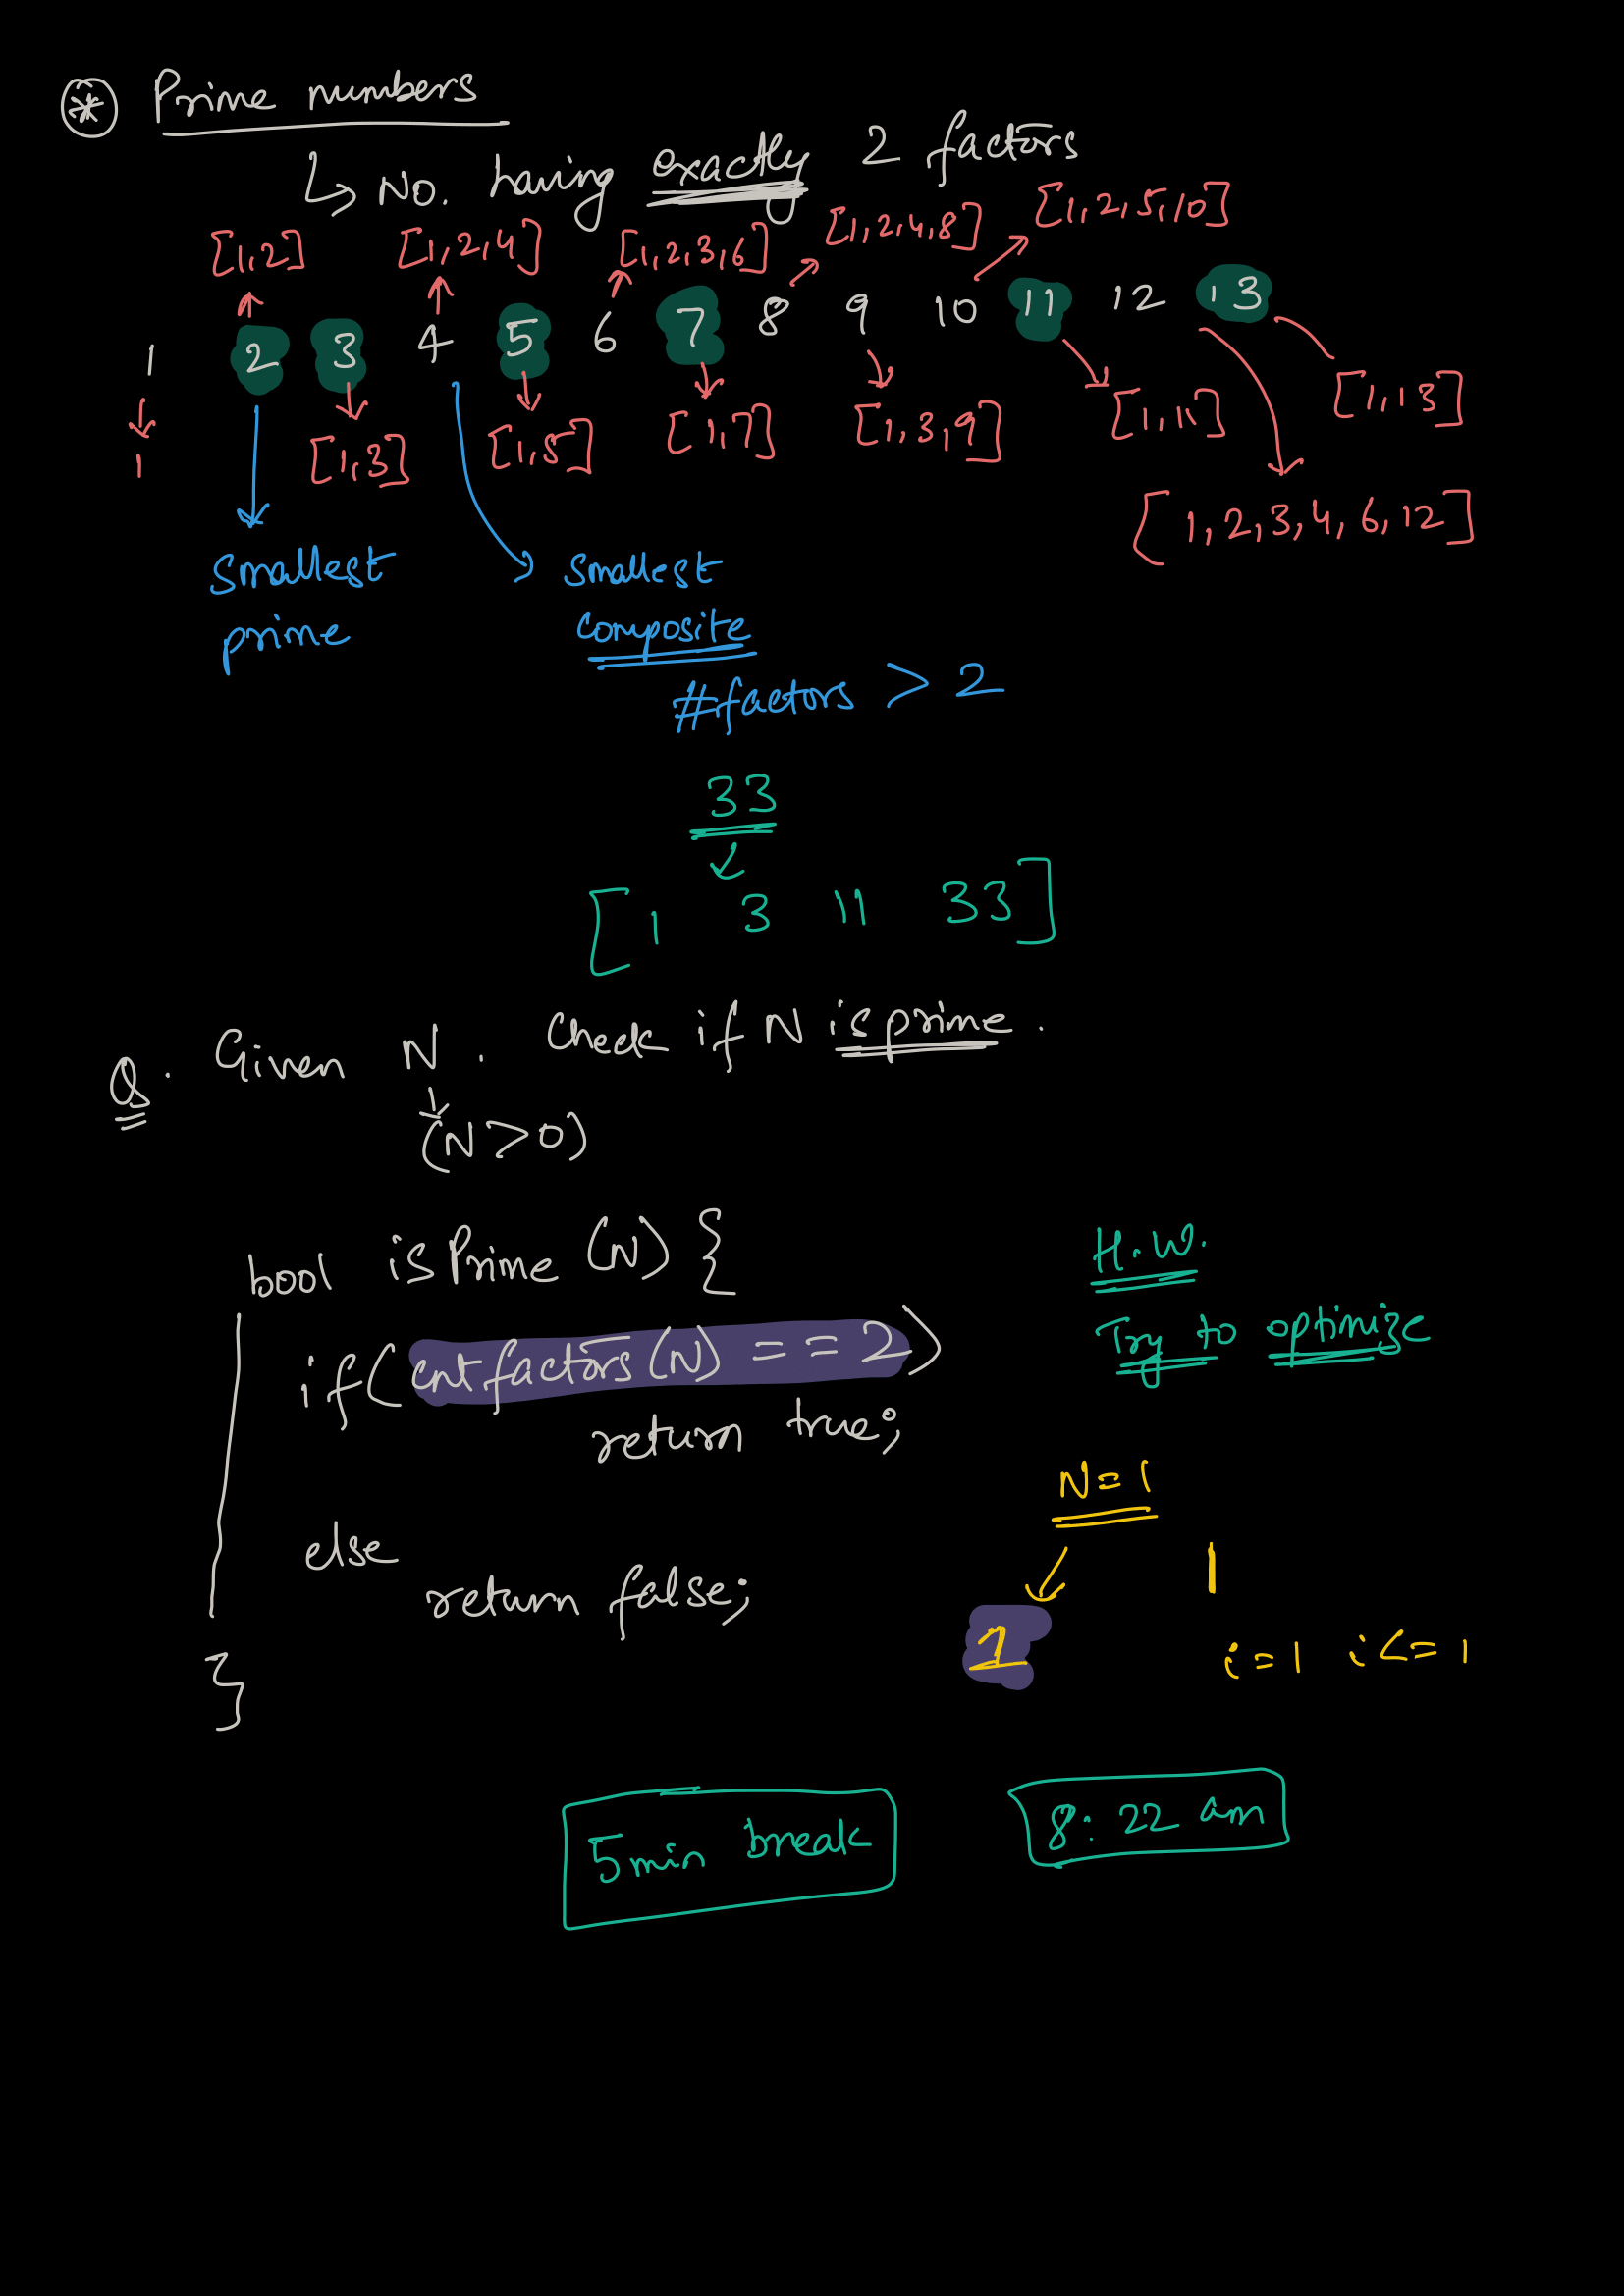 * Prime numbers
↳ No. having exactly 2 factors
[1,2] [1,2,4] [1,2,3,6] [1,2,4,8] [1,2,5,10]
1 2 3 4 5 6 7 8 9 10 11 12 13
1 [1,3] [1,5] [1,7] [1,3,9] [1,11] [1,13]
[1,2,3,4,6,12]
Smallest prime
Smallest composite
#factors > 2
33
[1 3 11 33]
Q. Given N. Check if N is prime.
(N>0)
bool isPrime (N) {
if(cntfactors(N) == 2)
return true;
else
return false;
}
H.W.
Try to optimize
N=1
1
1
i=1 i<=1
5min break
8:22 am